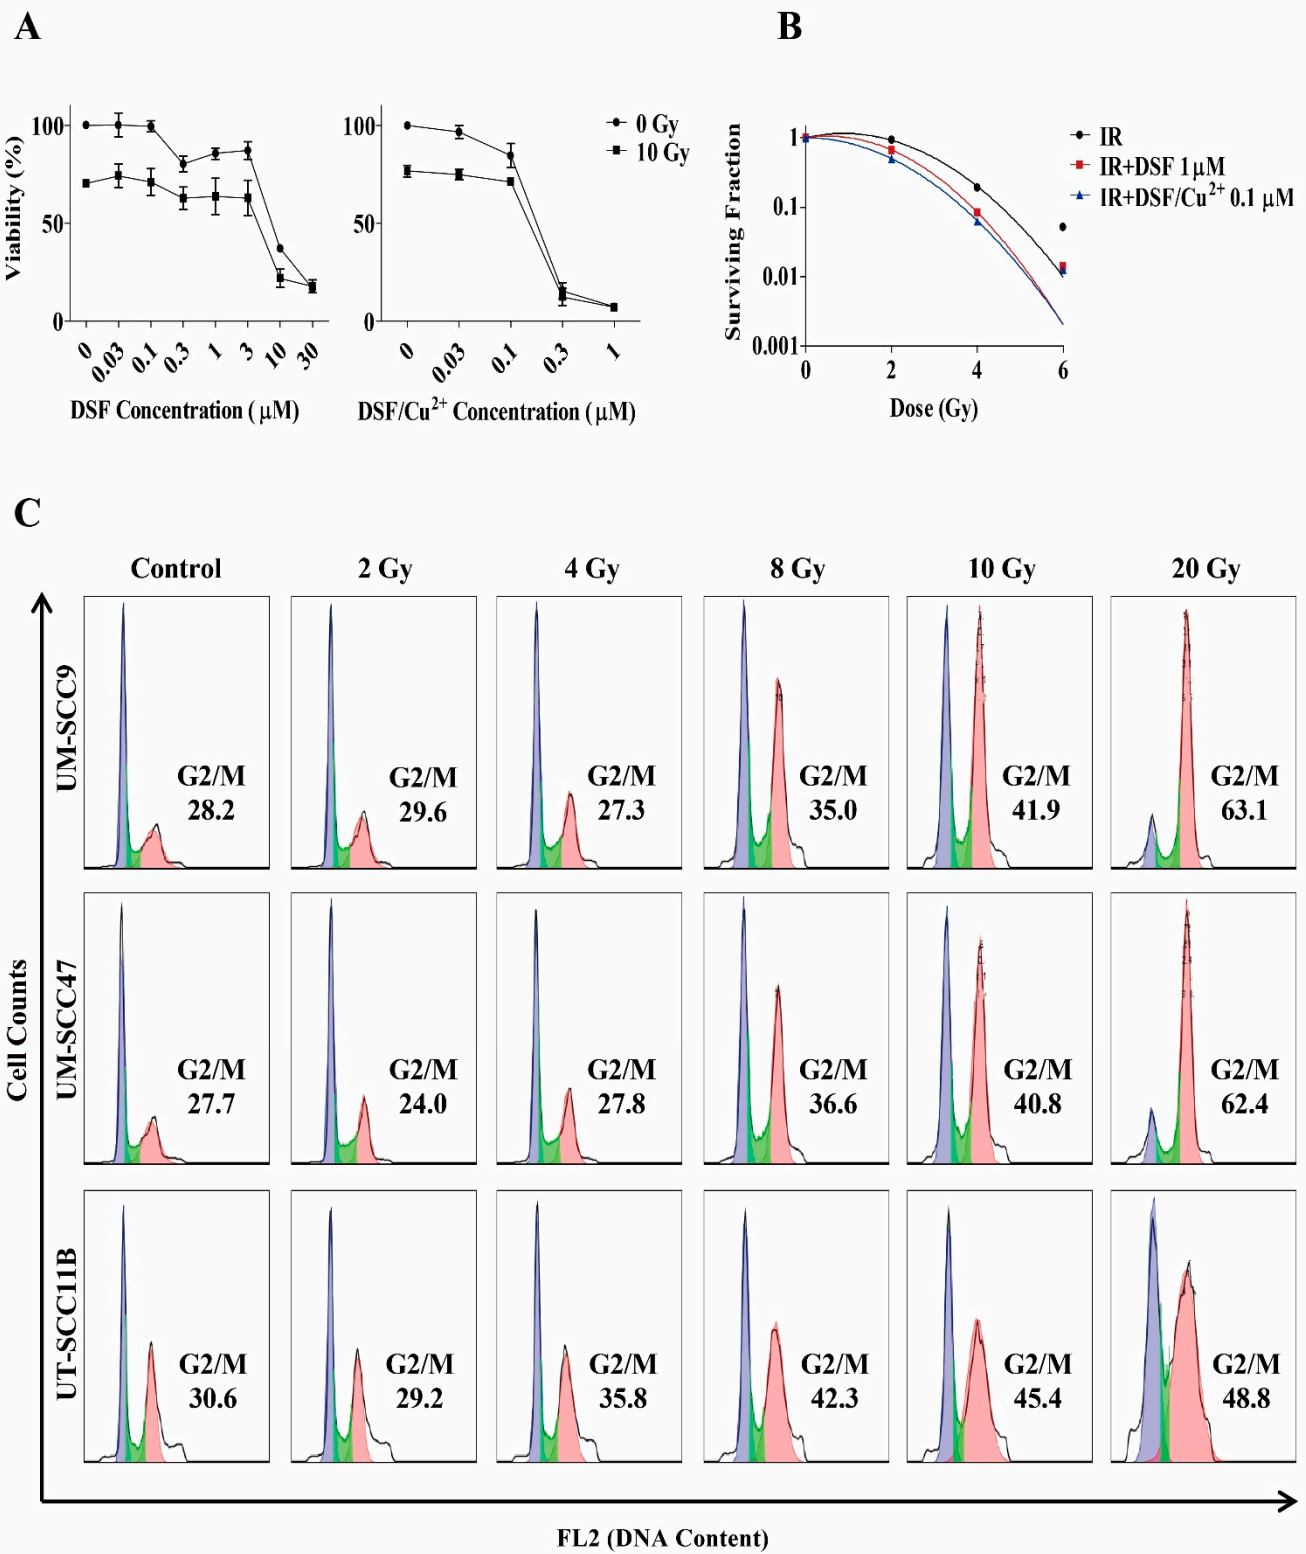 A
B
Viability (%)
100
50
0
0
0.03
0.1
0.3
1
3
10
30
DSF Concentration ( μM)
100
50
0
0
0.03
0.1
0.3
1
DSF/Cu2+ Concentration ( μM)
0 Gy
10 Gy
Surviving Fraction
1
0.1
0.01
0.001
0
2
4
6
Dose (Gy)
IR
IR+DSF 1 μM
IR+DSF/Cu2+ 0.1 μM
C
Control
2 Gy
4 Gy
8 Gy
10 Gy
20 Gy
Cell Counts
UM-SCC9
G2/M
28.2
G2/M
29.6
G2/M
27.3
G2/M
35.0
G2/M
41.9
G2/M
63.1
UM-SCC47
G2/M
27.7
G2/M
24.0
G2/M
27.8
G2/M
36.6
G2/M
40.8
G2/M
62.4
UT-SCC11B
G2/M
30.6
G2/M
29.2
G2/M
35.8
G2/M
42.3
G2/M
45.4
G2/M
48.8
FL2 (DNA Content)